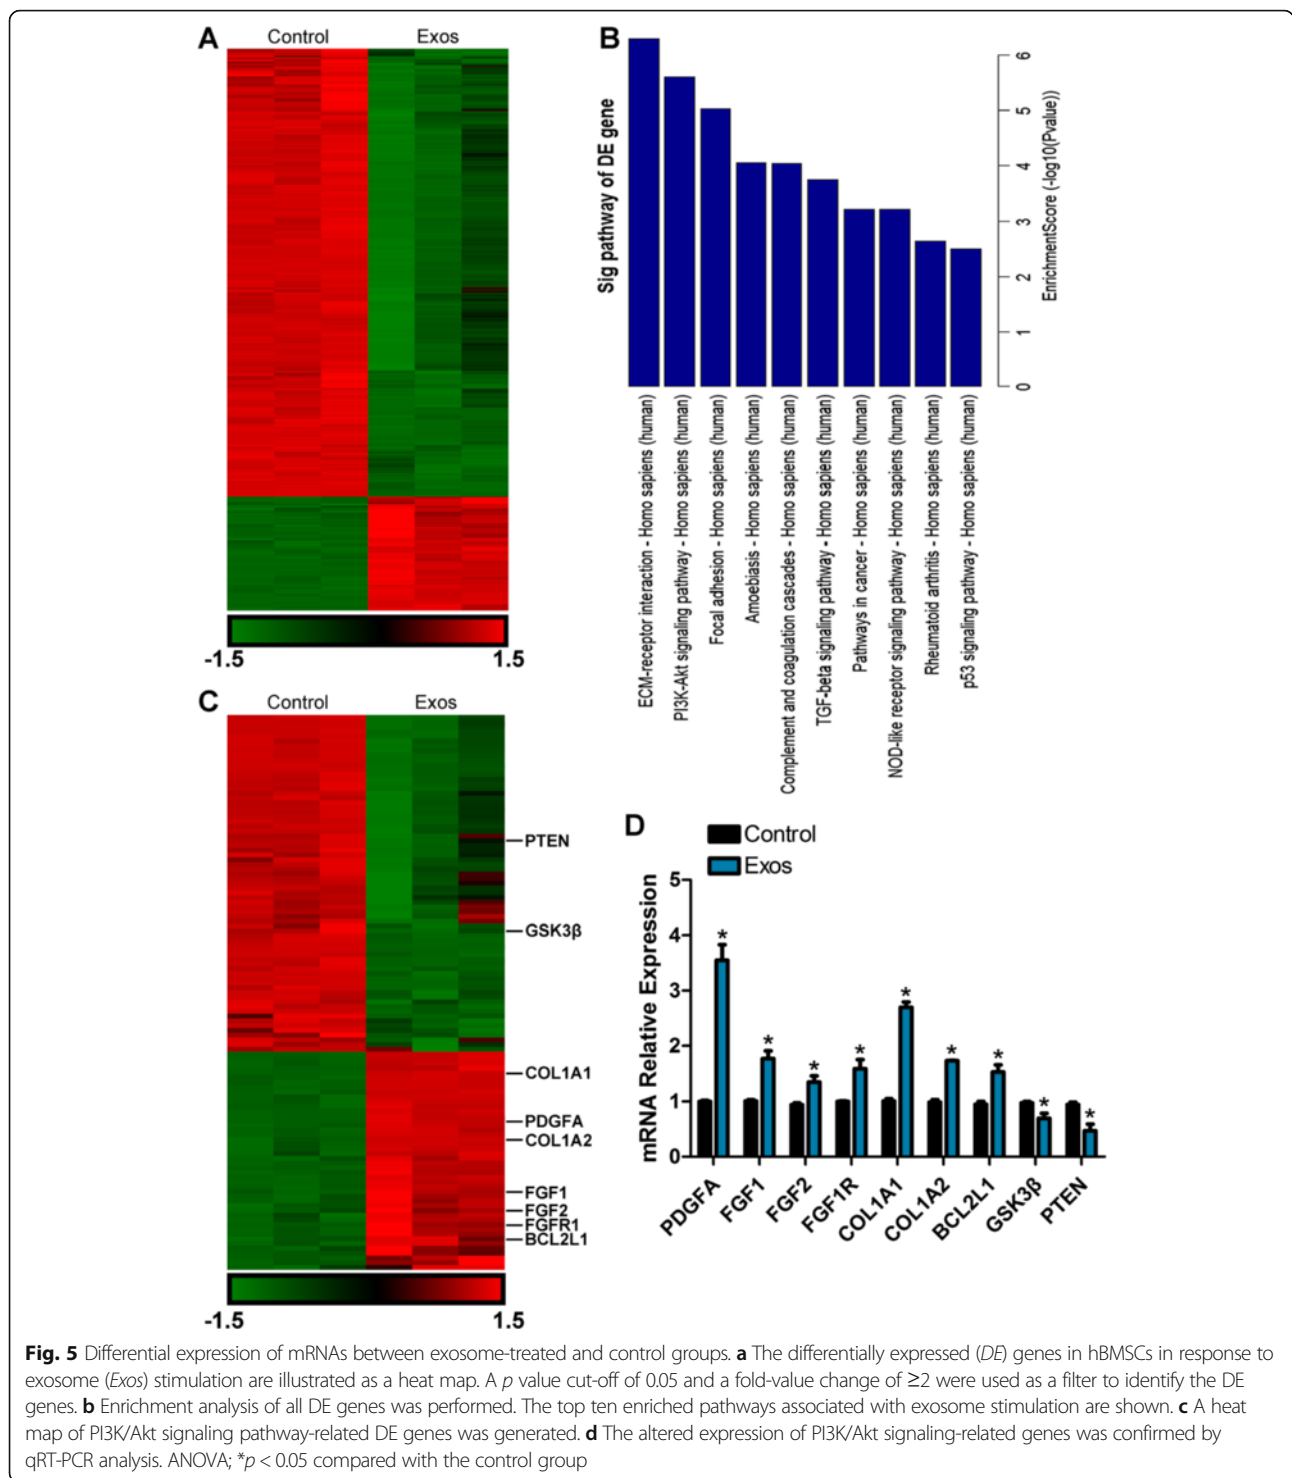 A
Control Exos
-1.5 1.5
B
Sig pathway of DE gene
EnrichmentScore (-log10(Pvalue))
6
5
4
3
2
1
0
ECM-receptor interaction - Homo sapiens (human)
PI3K-Akt signaling pathway - Homo sapiens (human)
Focal adhesion - Homo sapiens (human)
Amoebiasis - Homo sapiens (human)
Complement and coagulation cascades - Homo sapiens (human)
TGF-beta signaling pathway - Homo sapiens (human)
Pathways in cancer - Homo sapiens (human)
NOD-like receptor signaling pathway - Homo sapiens (human)
Rheumatoid arthritis - Homo sapiens (human)
p53 signaling pathway - Homo sapiens (human)
C
Control Exos
PTEN
GSK3β
COL1A1
PDGFA
COL1A2
FGF1
FGF2
FGFR1
BCL2L1
-1.5 1.5
D
Control
Exos
mRNA Relative Expression
5
4
3
2
1
0
* * * * * * * * *
PDGFA
FGF1
FGF2
FGF1R
COL1A1
COL1A2
BCL2L1
GSK3β
PTEN
Fig. 5 Differential expression of mRNAs between exosome-treated and control groups. a The differentially expressed (DE) genes in hBMSCs in response to
exosome (Exos) stimulation are illustrated as a heat map. A p value cut-off of 0.05 and a fold-value change of ≥2 were used as a filter to identify the DE
genes. b Enrichment analysis of all DE genes was performed. The top ten enriched pathways associated with exosome stimulation are shown. c A heat
map of PI3K/Akt signaling pathway-related DE genes was generated. d The altered expression of PI3K/Akt signaling-related genes was confirmed by
qRT-PCR analysis. ANOVA; *p < 0.05 compared with the control group